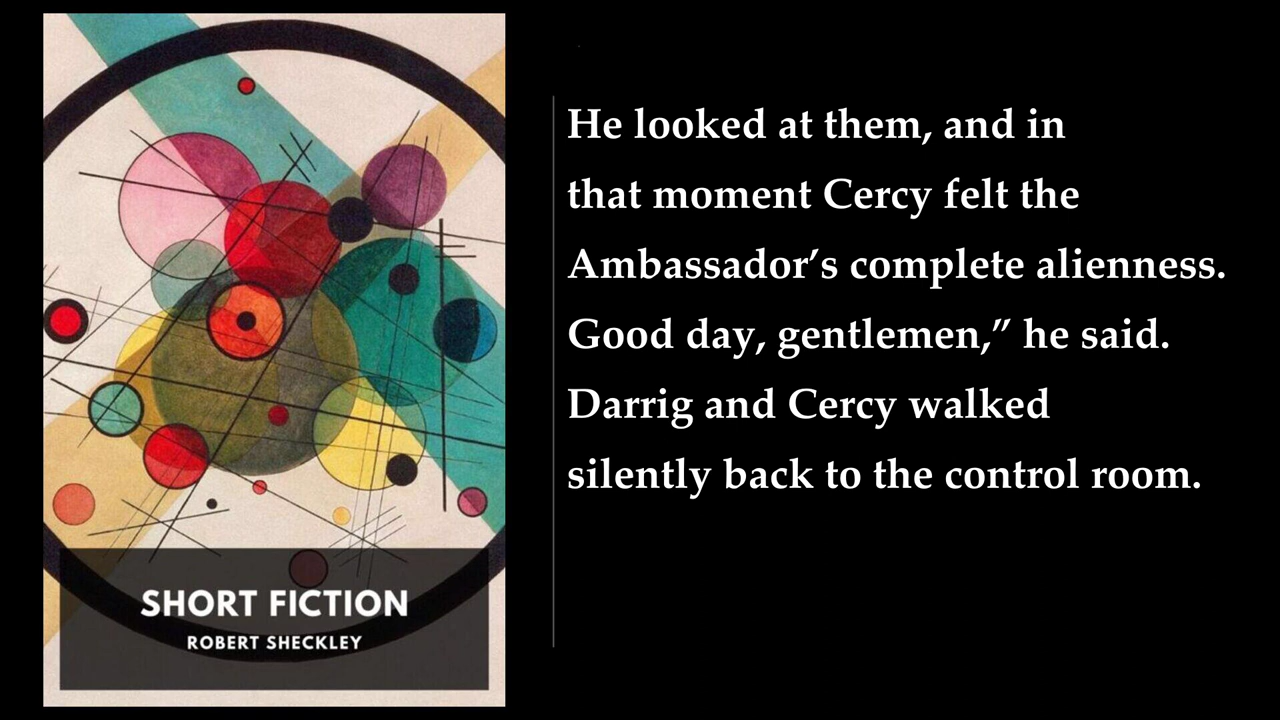 SHORT FICTION
ROBERT SHECKLEY
He looked at them, and in
that moment Cercy felt the
Ambassador’s complete alienness.
Good day, gentlemen,” he said.
Darrig and Cercy walked
silently back to the control room.